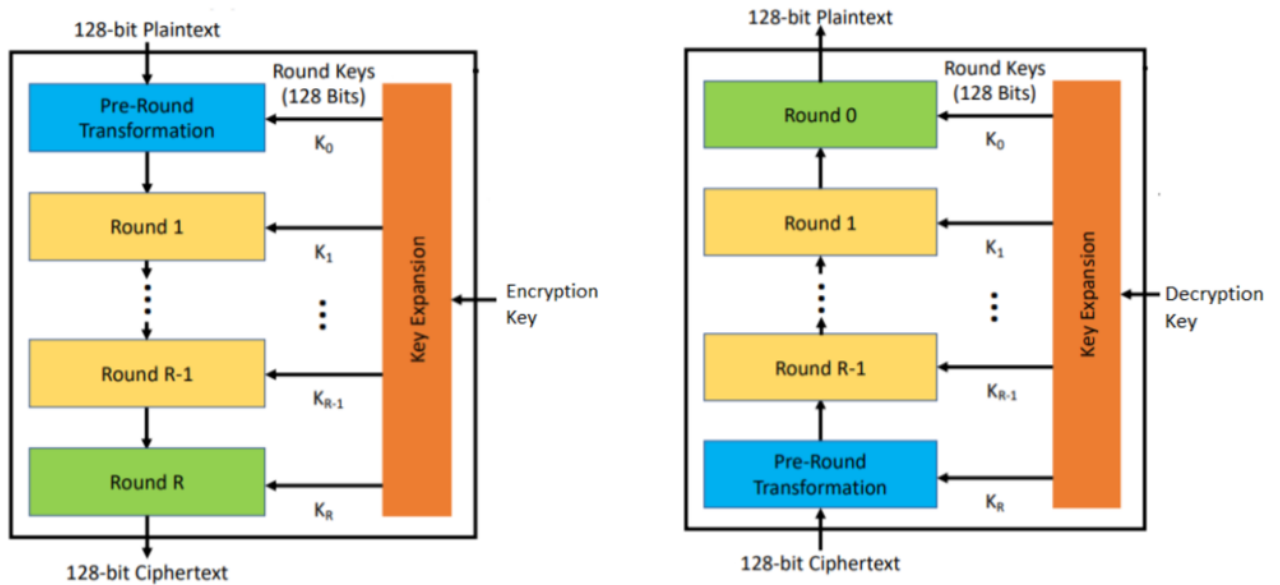 128-bit Plaintext
Round Keys
(128 Bits)
Pre-Round
Transformation
K0
Round 1
K1
Key Expansion
Encryption
Key
Round R-1
KR-1
Round R
KR
128-bit Ciphertext
128-bit Plaintext
Round Keys
(128 Bits)
Round 0
K0
Round 1
K1
Key Expansion
Decryption
Key
Round R-1
KR-1
Pre-Round
Transformation
KR
128-bit Ciphertext